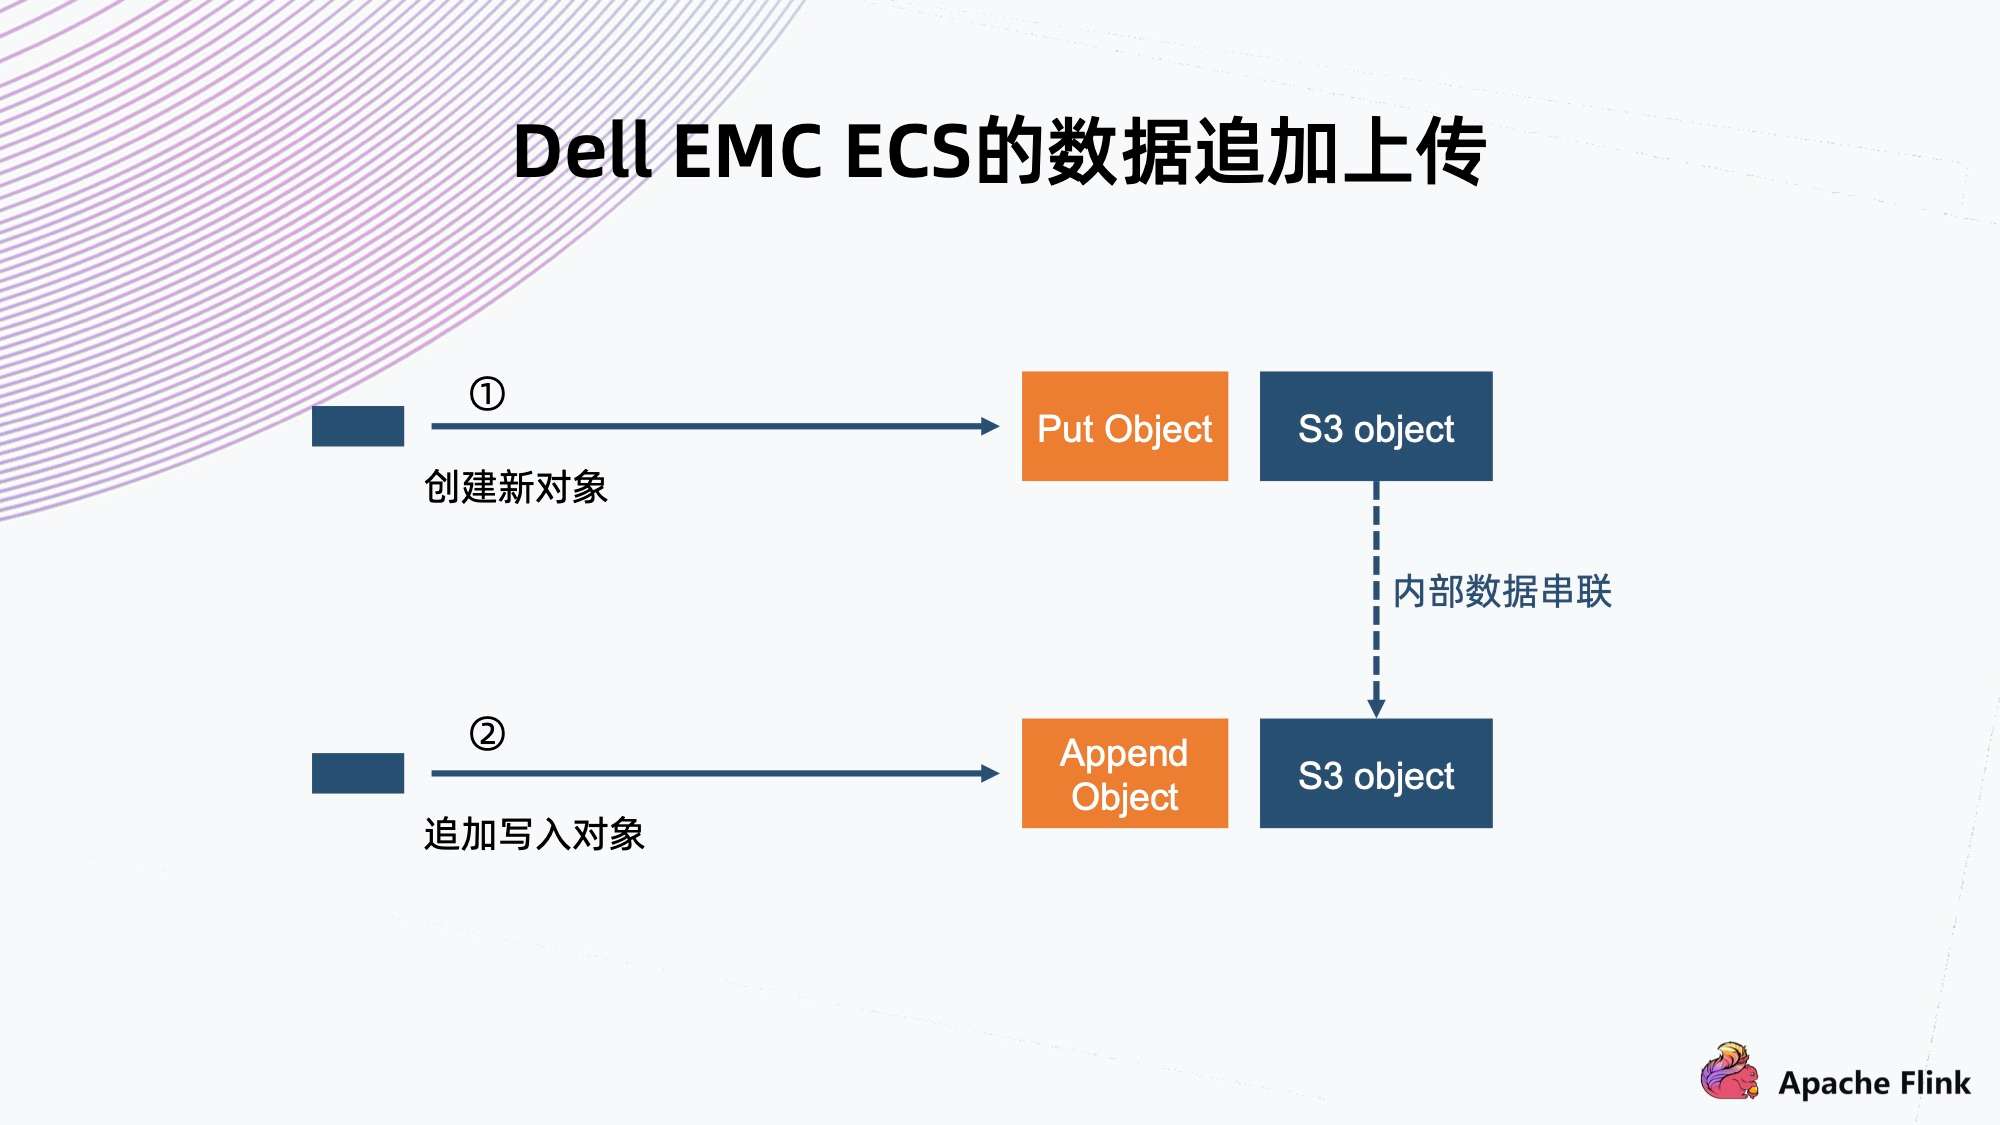 Dell EMC ECS的数据追加上传
①
创建新对象
Put Object
S3 object
内部数据串联
②
追加写入对象
Append
Object
S3 object
Apache Flink